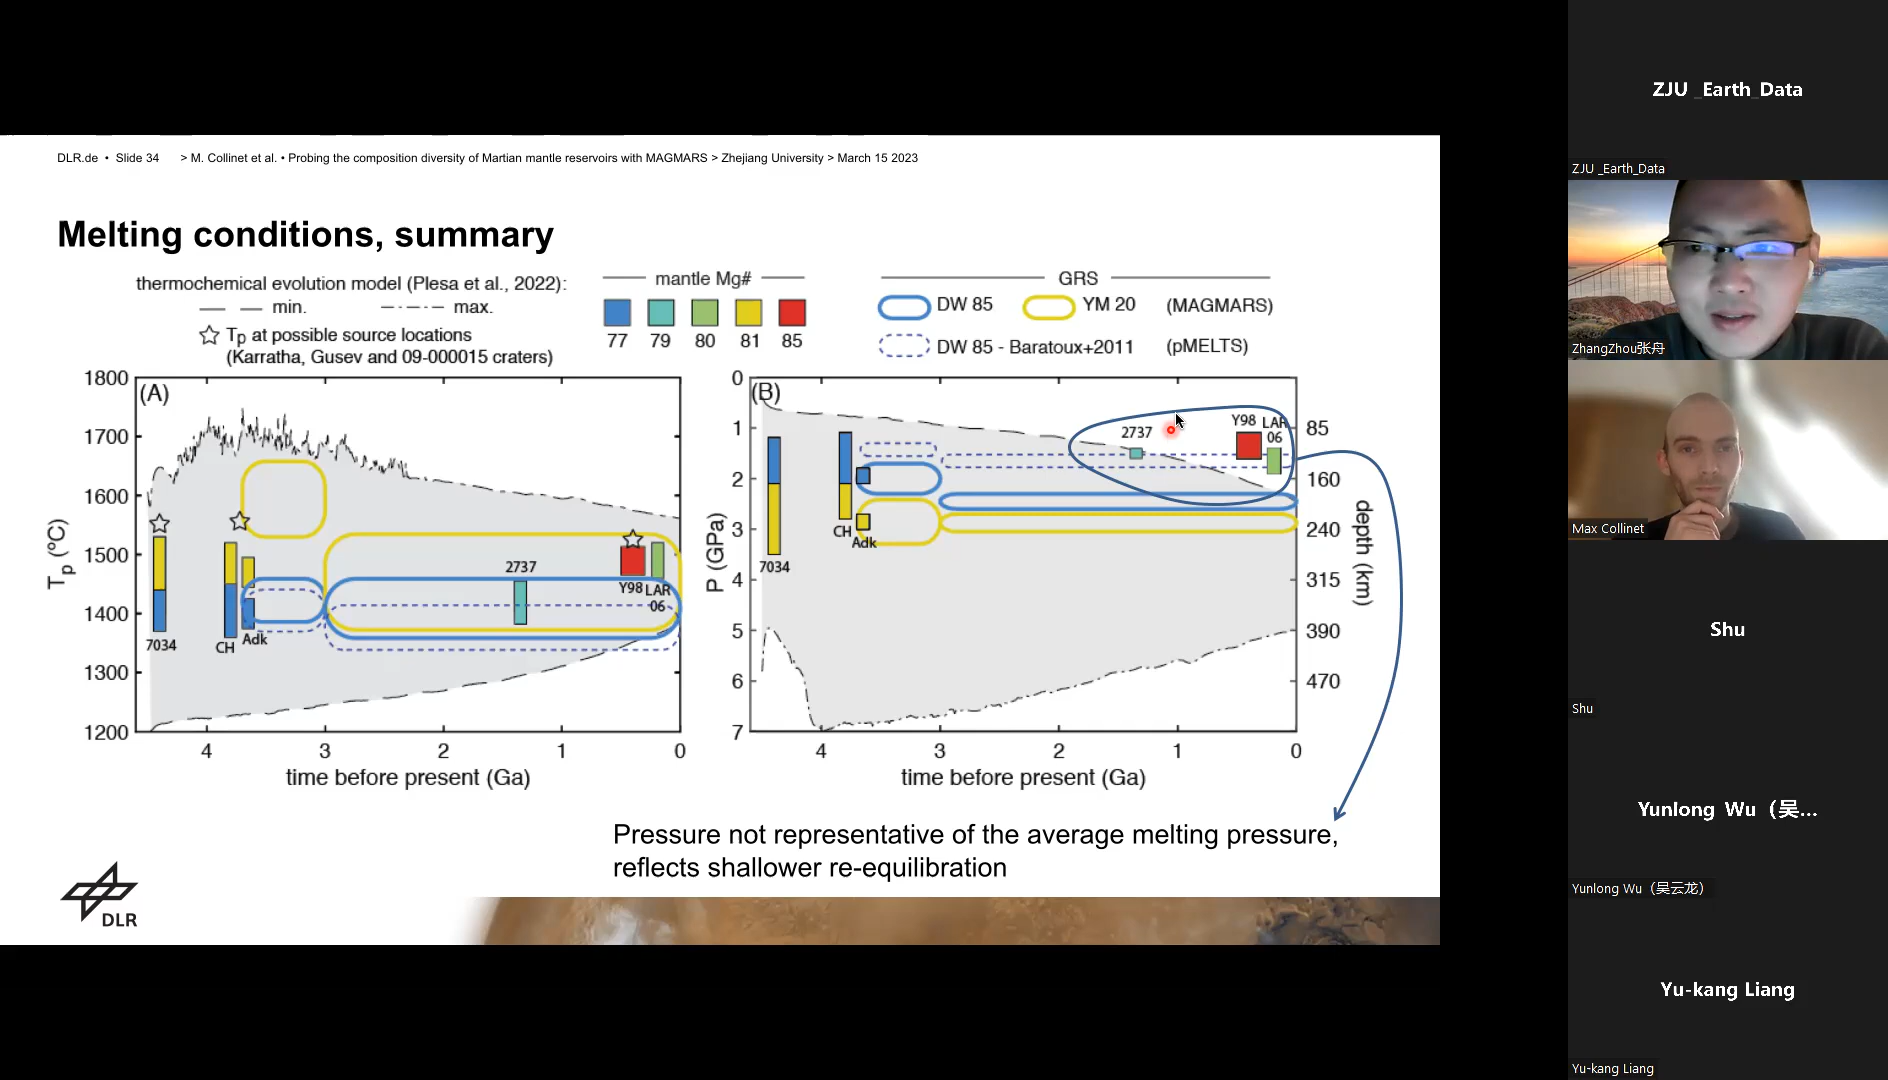 DLR.de • Slide 34 > M. Collinet et al. • Probing the composition diversity of Martian mantle reservoirs with MAGMARS > Zhejiang University > March 15 2023
Melting conditions, summary
thermochemical evolution model (Plesa et al., 2022):
min. max.
Tp at possible source locations
(Karratha, Gusev and 09-000015 craters)
mantle Mg#
77 79 80 81 85
GRS
DW 85 YM 20 (MAGMARS)
DW 85 - Baratoux+2011 (pMELTS)
(A)
1800
1700
1600
1500
1400
1300
1200
Tp (ºC)
7034
CH
Adk
2737
Y98
LAR
06
4 3 2 1 0
time before present (Ga)
(B)
0
1
2
3
4
5
6
7
P (GPa)
7034
CH
Adk
2737
Y98
LAR
06
85
160
240
315
390
470
depth (km)
4 3 2 1 0
time before present (Ga)
Pressure not representative of the average melting pressure,
reflects shallower re-equilibration
DLR
ZJU _Earth_Data
ZJU _Earth_Data
ZhangZhou张舟
Max Collinet
Shu
Shu
Yunlong Wu（吴...
Yunlong Wu（吴云龙）
Yu-kang Liang
Yu-kang Liang